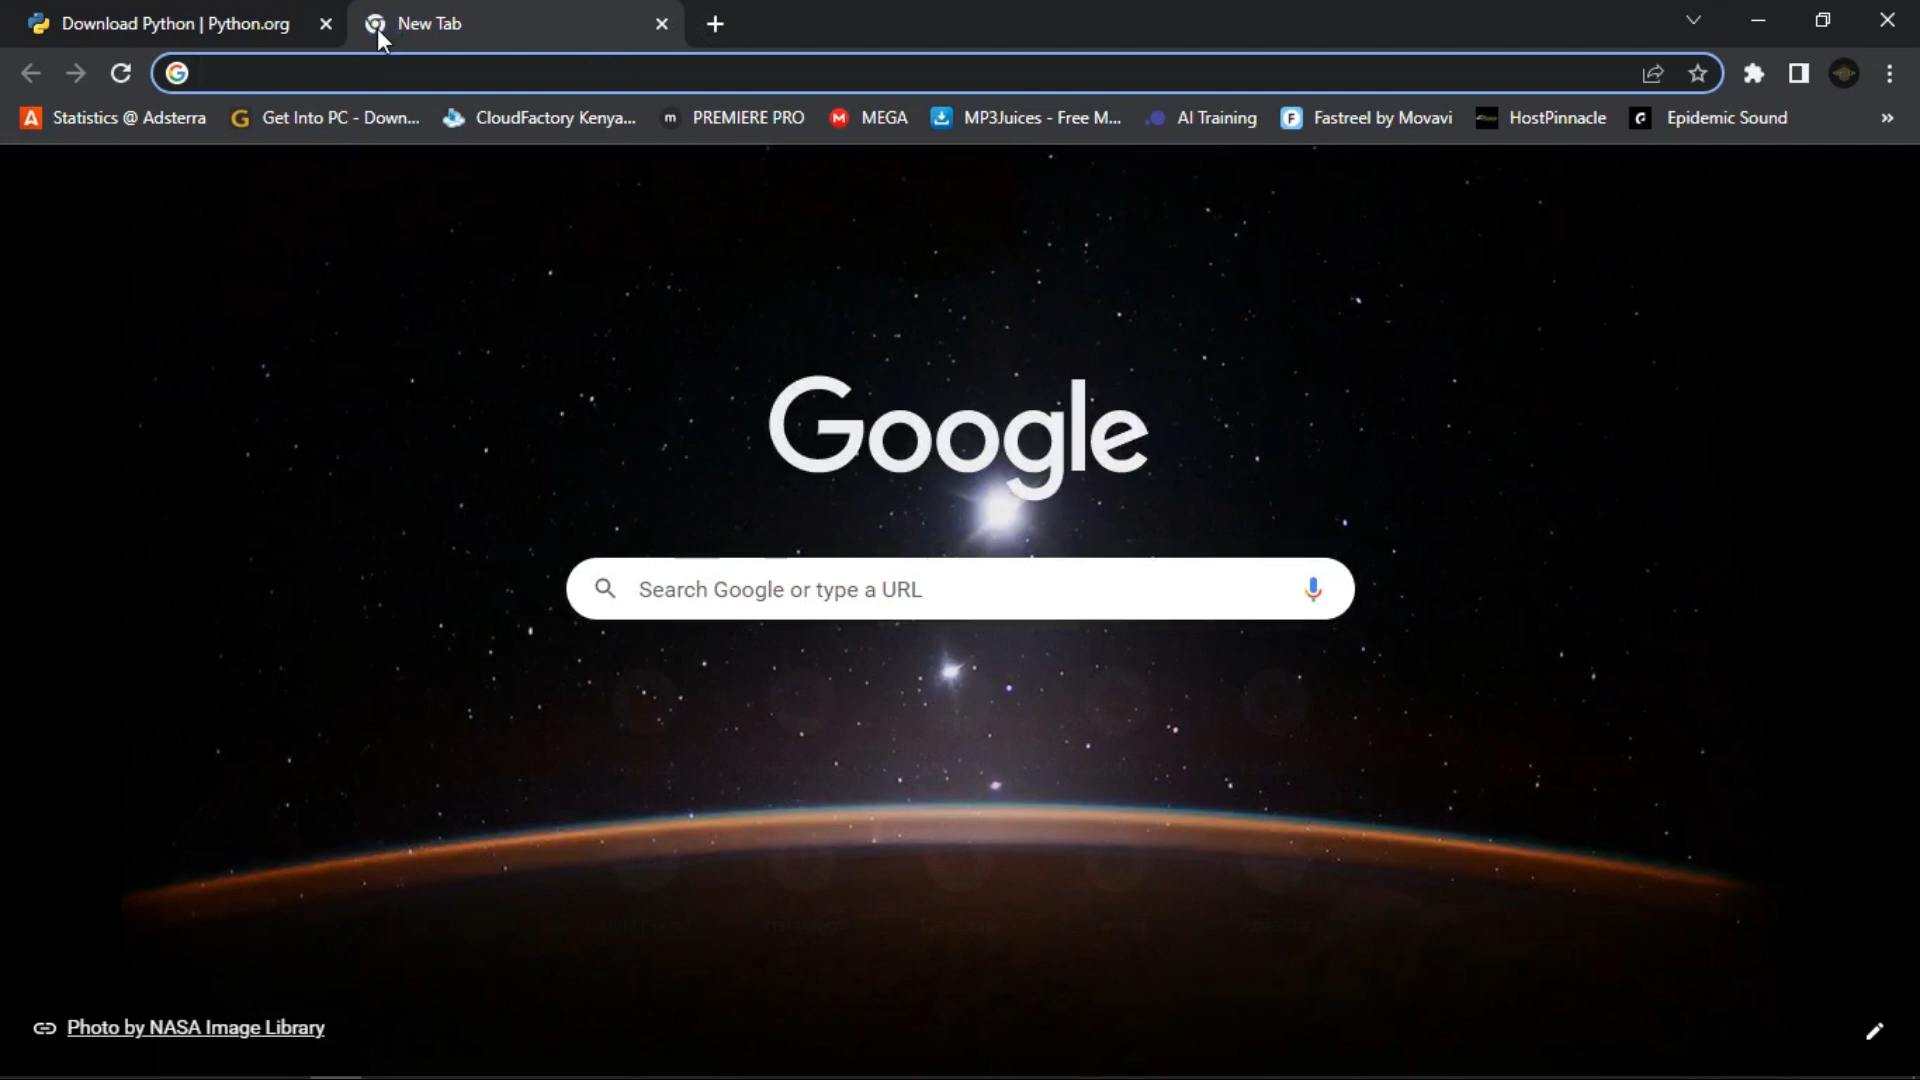 Download Python | Python.org
New Tab
Statistics @ Adsterra
Get Into PC - Down...
CloudFactory Kenya...
m PREMIERE PRO
MEGA
MP3Juices - Free M...
AI Training
Fastreel by Movavi
HostPinnacle
Epidemic Sound
Google
Search Google or type a URL
Photo by NASA Image Library